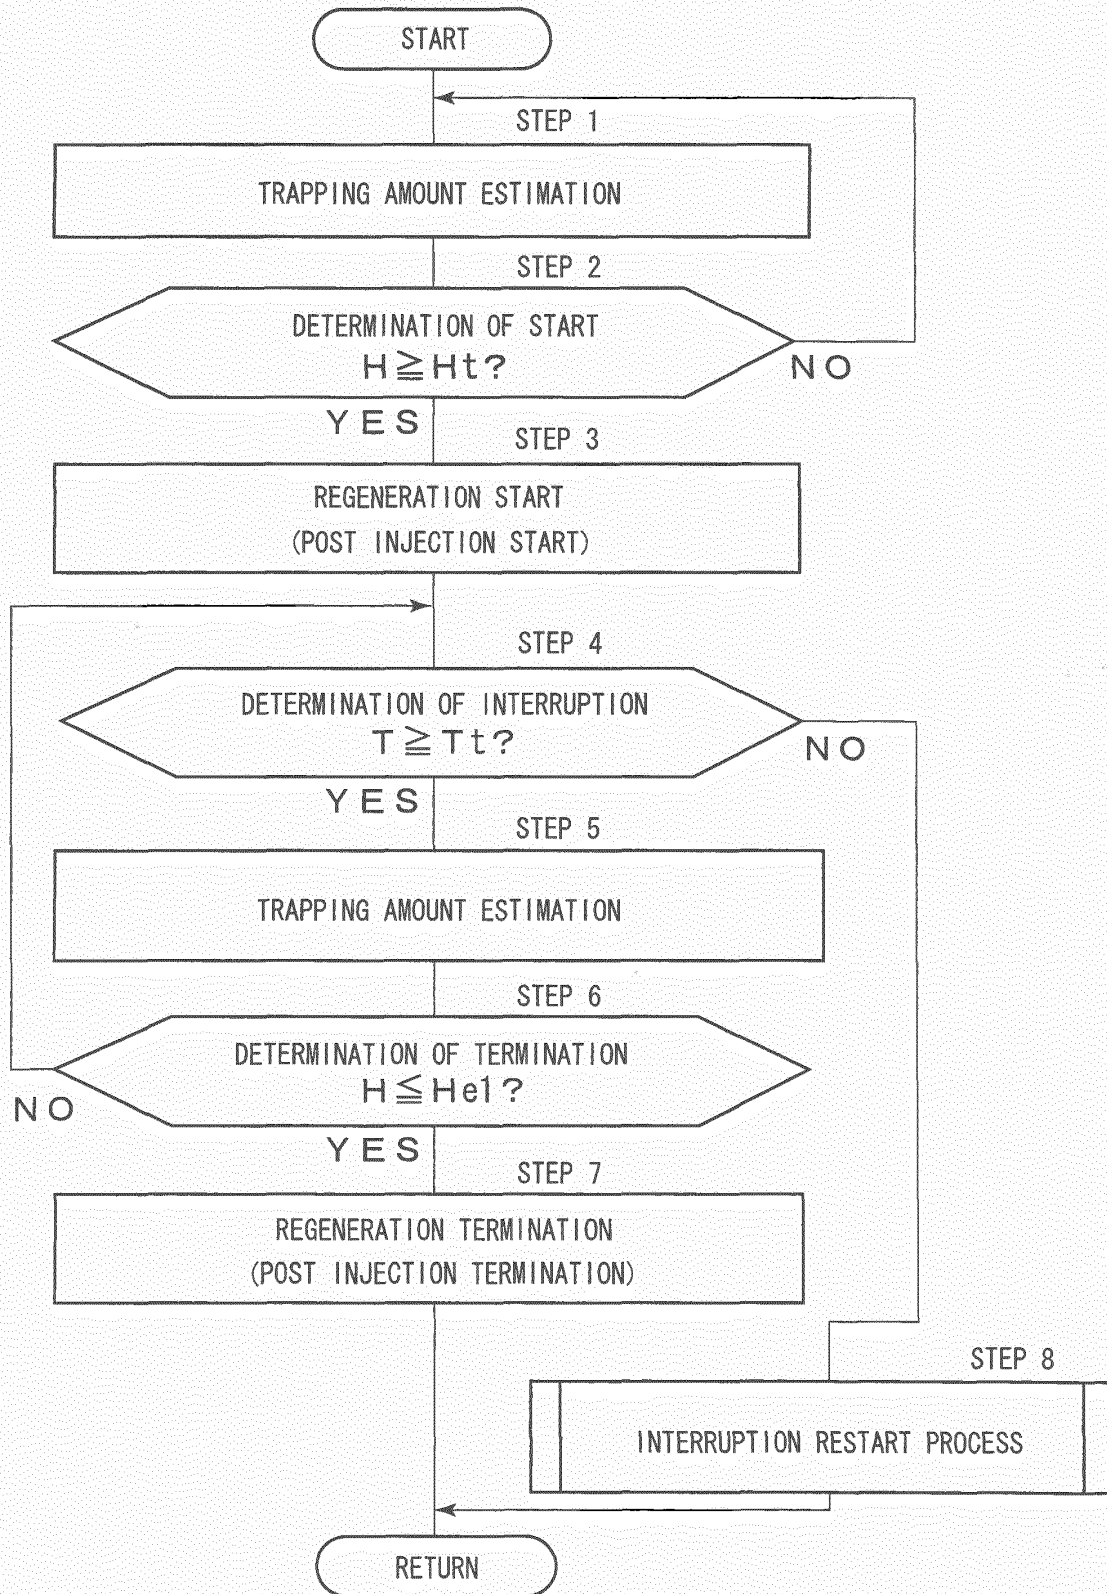 START
STEP 1
TRAPPING AMOUNT ESTIMATION
STEP 2
DETERMINATION OF START
H≧Ht?
NO
YES
STEP 3
REGENERATION START
(POST INJECTION START)
STEP 4
DETERMINATION OF INTERRUPTION
T≧Tt?
NO
YES
STEP 5
TRAPPING AMOUNT ESTIMATION
STEP 6
DETERMINATION OF TERMINATION
H≦He1?
NO
YES
STEP 7
REGENERATION TERMINATION
(POST INJECTION TERMINATION)
STEP 8
INTERRUPTION RESTART PROCESS
RETURN